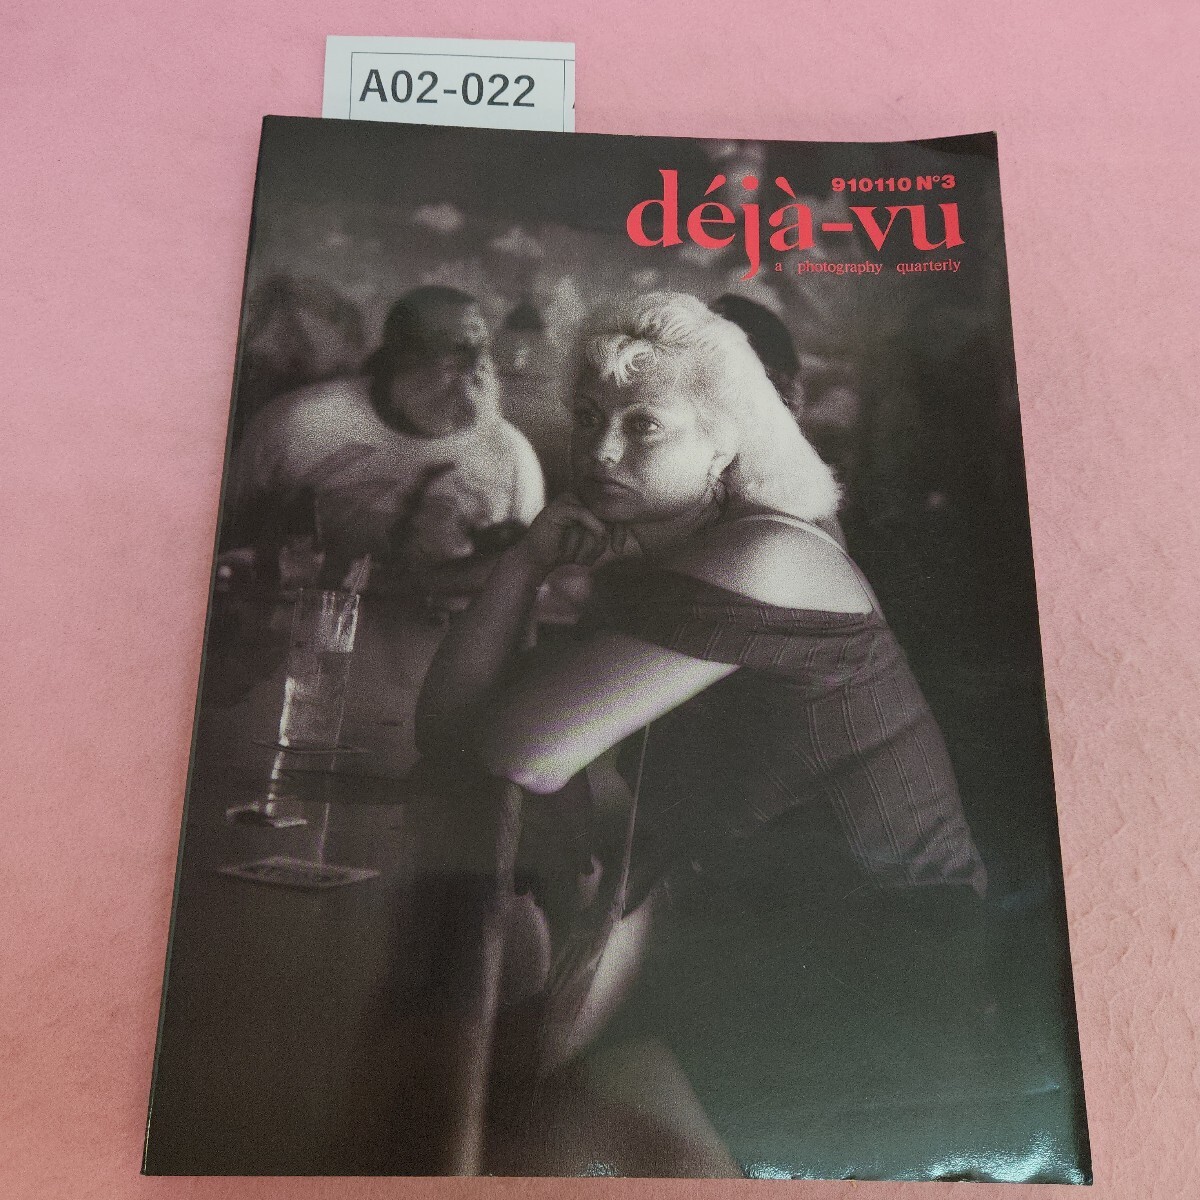 A02-022
910110 N°3
déjà-vu
a photography quarterly